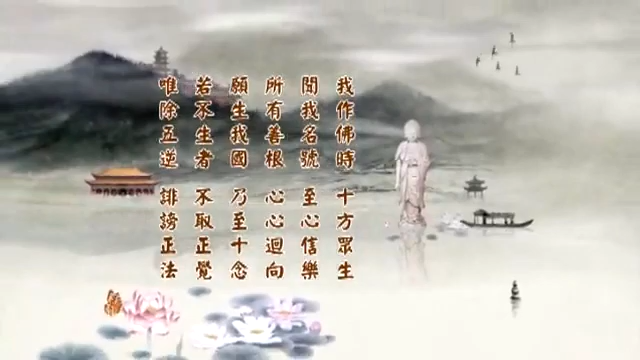 我作佛時 十方眾生
聞我名號 至心信樂
所有善根 心心迴向
願生我國 乃至十念
若不生者 不取正覺
唯除五逆 誹謗正法